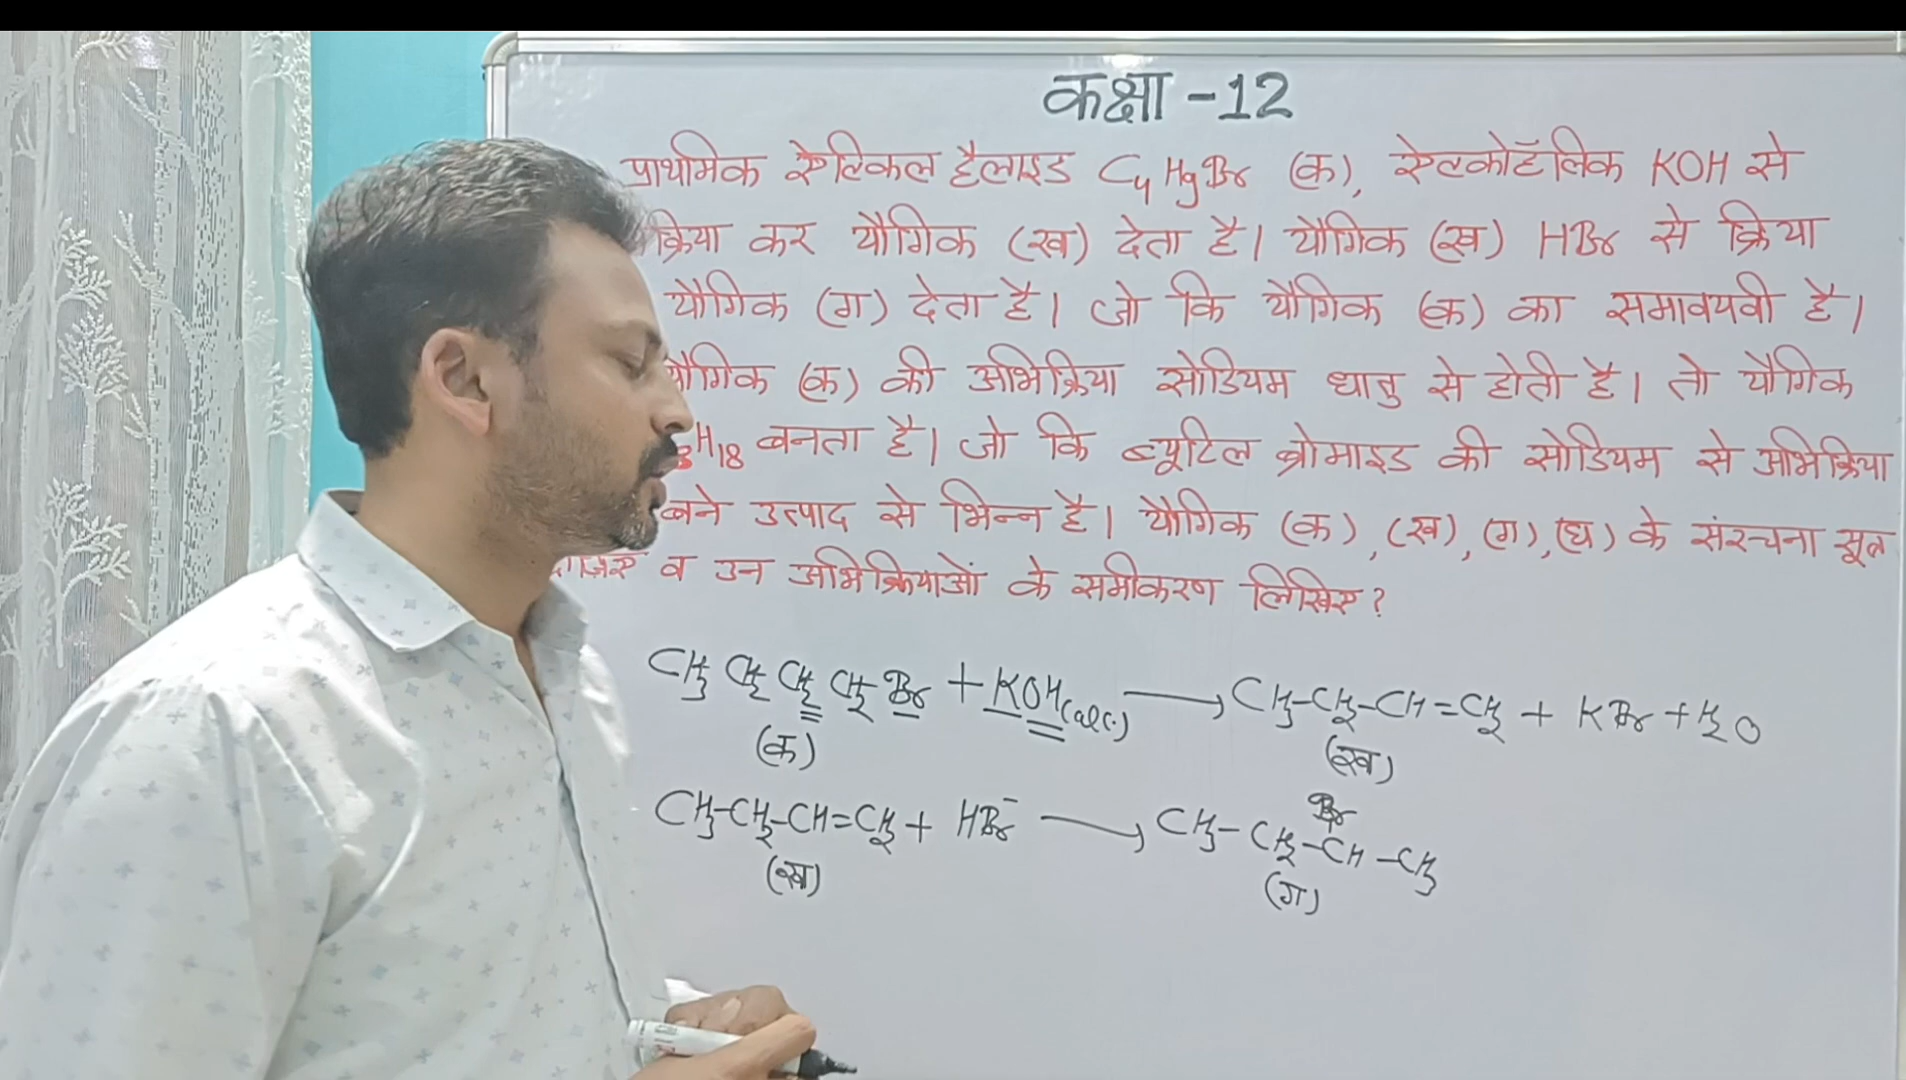 कक्षा -12
प्राथमिक ऐल्किल हैलाइड C₄H₉Br (क), ऐल्कोहॉलिक KOH से
क्रिया कर यौगिक (ख) देता है। यौगिक (ख) HBr से क्रिया
यौगिक (ग) देता है। जो कि यौगिक (क) का समावयवी है।
यौगिक (क) की अभिक्रिया सोडियम धातु से होती है। तो यौगिक
H₁₈ बनता है। जो कि ब्यूटिल ब्रोमाइड की सोडियम से अभिक्रिया
बने उत्पाद से भिन्न है। यौगिक (क), (ख), (ग), (घ) के संरचना सूत्र
व उन अभिक्रियाओं के समीकरण लिखिए?
CH₃ CH₂ CH₂ CH₂ Br + KOH(alc.) ⟶ CH₃-CH₂-CH=CH₂ + KBr + H₂O
(क) (ख)
CH₃-CH₂-CH=CH₂ + HBr⁻ ⟶ CH₃-CH₂-CH-CH₃
Br
(ख) (ग)